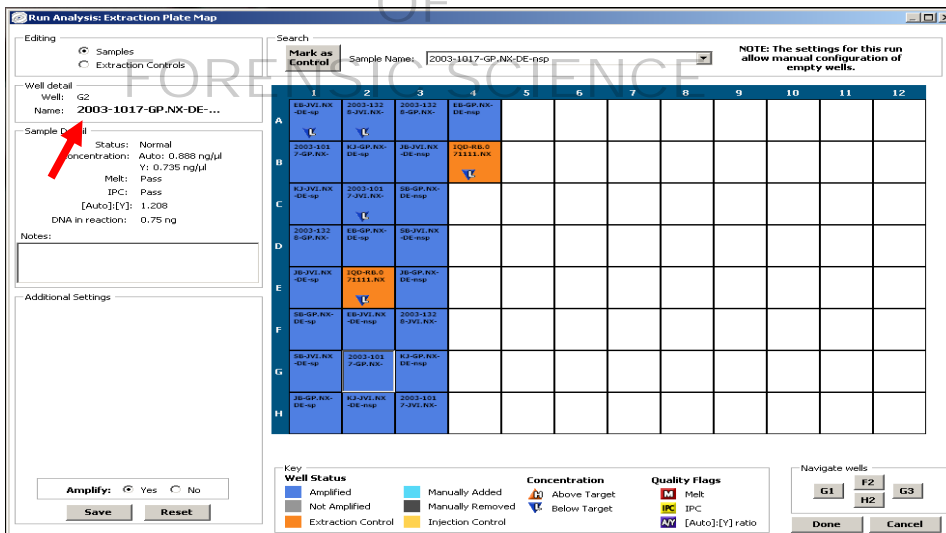 OF
Run Analysis: Extraction Plate Map
FORENSIC SCIENCE
Editing
Samples
Extraction Controls
Search
Mark as Control
Sample Name: 2003-1017-GP.NX-DE-nsp
NOTE: The settings for this run
allow manual configuration of
empty wells.
Well detail
Well: G2
Name: 2003-1017-GP.NX-DE-...
Sample Detail
Status: Normal
Concentration: Auto: 0.888 ng/µl
Y: 0.735 ng/µl
Melt: Pass
IPC: Pass
[Auto]:[Y]: 1.208
DNA in reaction: 0.75 ng
Notes:
Additional Settings
Amplify: Yes No
Save Reset
1 2 3 4 5 6 7 8 9 10 11 12
A
EB-JVI.NX
-DE-sp
2003-132
8-JVI.NX-
2003-132
8-GP.NX-
EB-GP.NX-
DE-nsp
B
2003-101
7-GP.NX-
KJ-GP.NX-
DE-sp
JB-JVI.NX
-DE-nsp
IQD-RB.0
71111.NX
C
KJ-JVI.NX
-DE-sp
2003-101
7-JVI.NX-
SB-GP.NX-
DE-nsp
D
2003-132
8-GP.NX-
EB-GP.NX-
DE-sp
SB-JVI.NX
-DE-nsp
E
JB-JVI.NX
-DE-sp
IQD-RB.0
71111.NX
JB-GP.NX-
DE-nsp
F
SB-GP.NX-
DE-sp
EB-JVI.NX
-DE-nsp
2003-132
8-JVI.NX-
G
SB-JVI.NX
-DE-sp
2003-101
7-GP.NX-
KJ-GP.NX-
DE-nsp
H
JB-GP.NX-
DE-sp
KJ-JVI.NX
-DE-nsp
2003-101
7-JVI.NX-
Key
Well Status
Amplified
Not Amplified
Extraction Control
Manually Added
Manually Removed
Injection Control
Concentration
Above Target
Below Target
Quality Flags
M Melt
IPC IPC
A/Y [Auto]:[Y] ratio
Navigate wells
G1 F2 H2 G3
Done Cancel